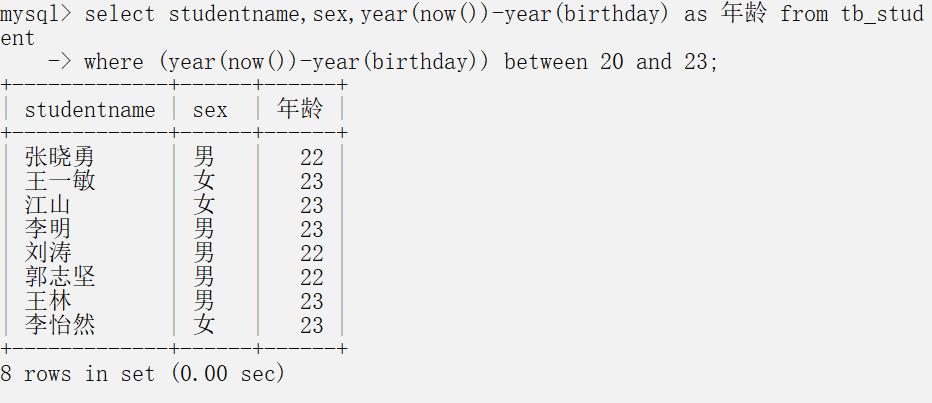 mysql> select studentname,sex,year(now())-year(birthday) as 年龄 from tb_stud
ent
    -> where (year(now())-year(birthday)) between 20 and 23;
+-------------+------+------+
| studentname | sex  | 年龄 |
+-------------+------+------+
| 张晓勇      | 男   |   22 |
| 王一敏      | 女   |   23 |
| 江山        | 女   |   23 |
| 李明        | 男   |   23 |
| 刘涛        | 男   |   22 |
| 郭志坚      | 男   |   22 |
| 王林        | 男   |   23 |
| 李怡然      | 女   |   23 |
+-------------+------+------+
8 rows in set (0.00 sec)